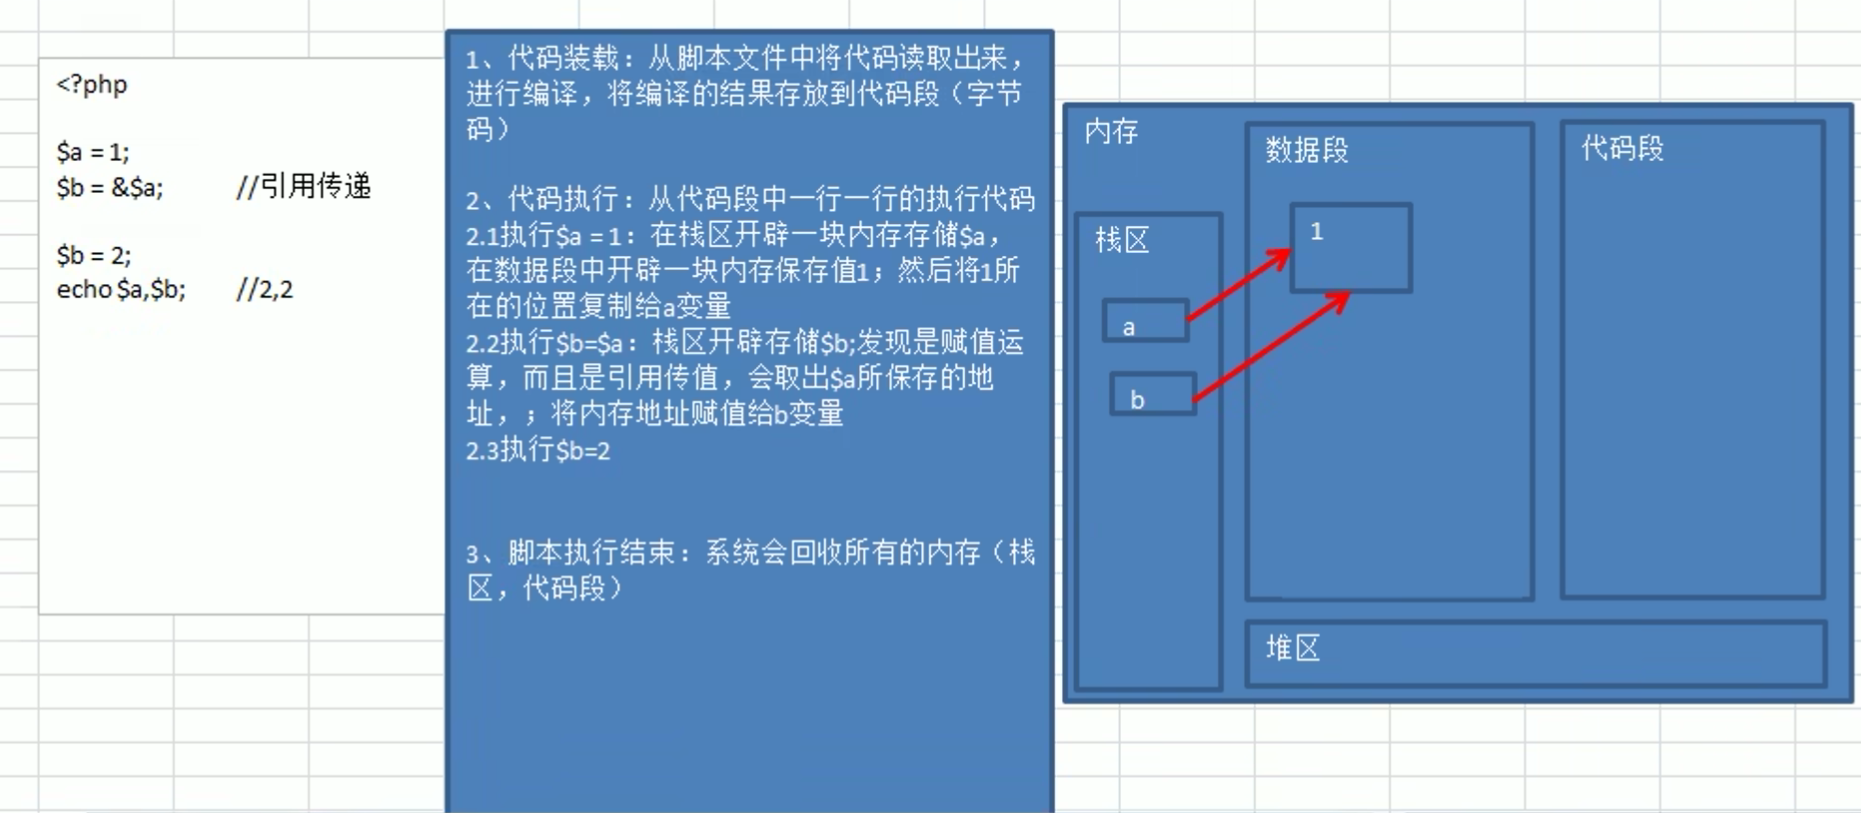 <?php
$a = 1;
$b = &$a; //引用传递
$b = 2;
echo $a,$b; //2,2
1、代码装载：从脚本文件中将代码读取出来，
进行编译，将编译的结果存放到代码段（字节
码）
2、代码执行：从代码段中一行一行的执行代码
2.1执行$a = 1：在栈区开辟一块内存存储$a，
在数据段中开辟一块内存保存值1；然后将1所
在的位置复制给a变量
2.2执行$b=$a：栈区开辟存储$b;发现是赋值运
算，而且是引用传值，会取出$a所保存的地
址，；将内存地址赋值给b变量
2.3执行$b=2
3、脚本执行结束：系统会回收所有的内存（栈
区，代码段）
内存
栈区
a
b
数据段
1
代码段
堆区